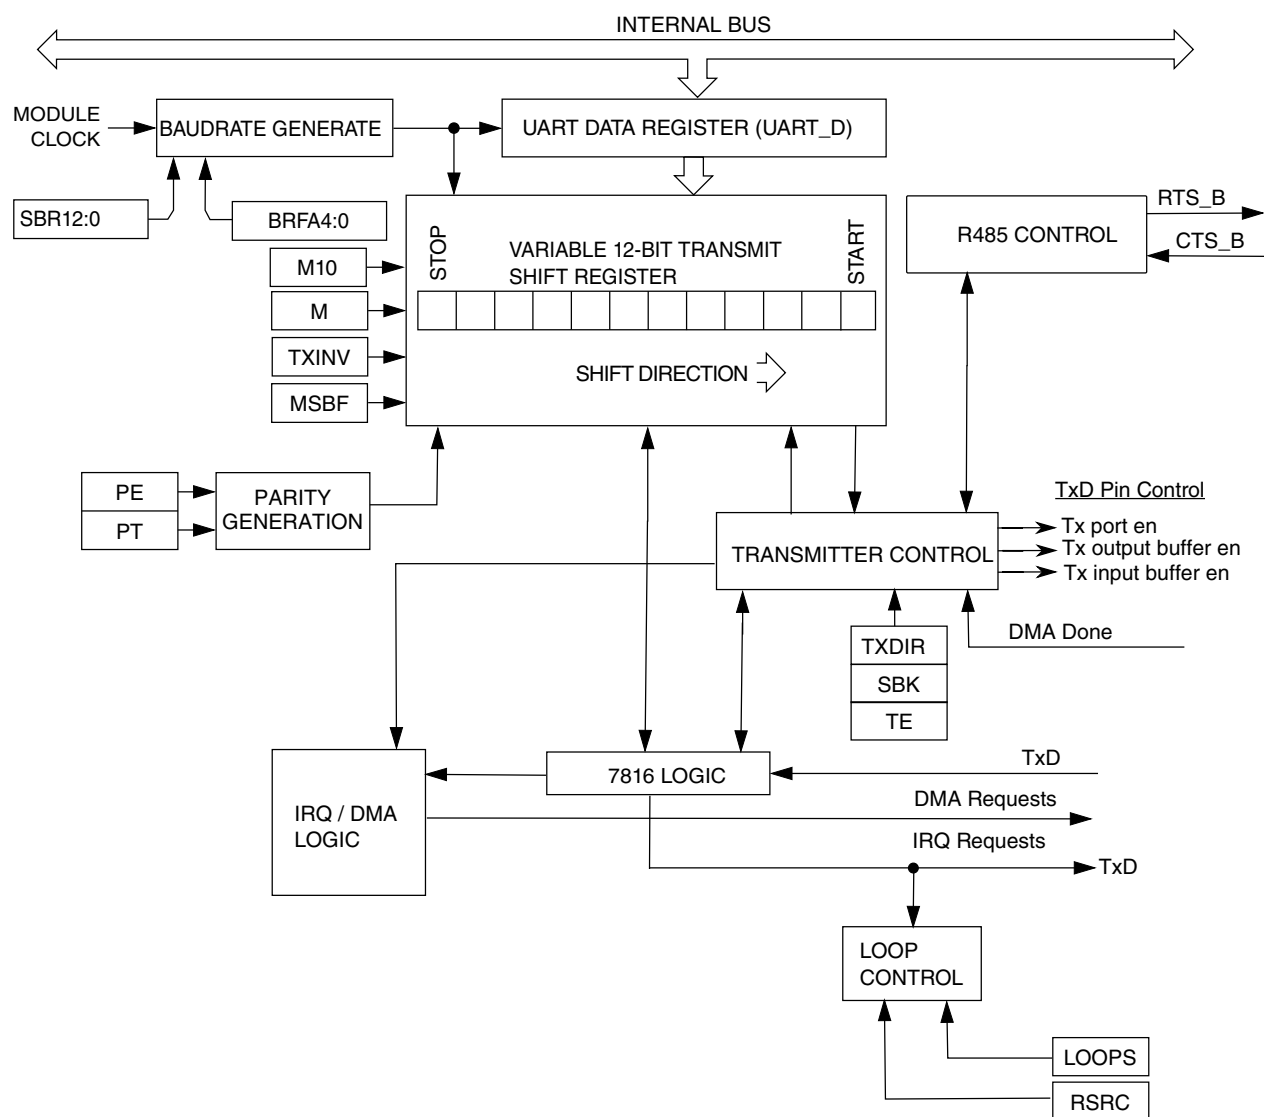 INTERNAL BUS
MODULE
CLOCK
BAUDRATE GENERATE
UART DATA REGISTER (UART_D)
SBR12:0
BRFA4:0
STOP
VARIABLE 12-BIT TRANSMIT
SHIFT REGISTER
START
R485 CONTROL
RTS_B
CTS_B
M10
M
TXINV
MSBF
SHIFT DIRECTION
PE
PT
PARITY
GENERATION
TxD Pin Control
TRANSMITTER CONTROL
Tx port en
Tx output buffer en
Tx input buffer en
DMA Done
TXDIR
SBK
TE
7816 LOGIC
TxD
IRQ / DMA
LOGIC
DMA Requests
IRQ Requests
TxD
LOOP
CONTROL
LOOPS
RSRC